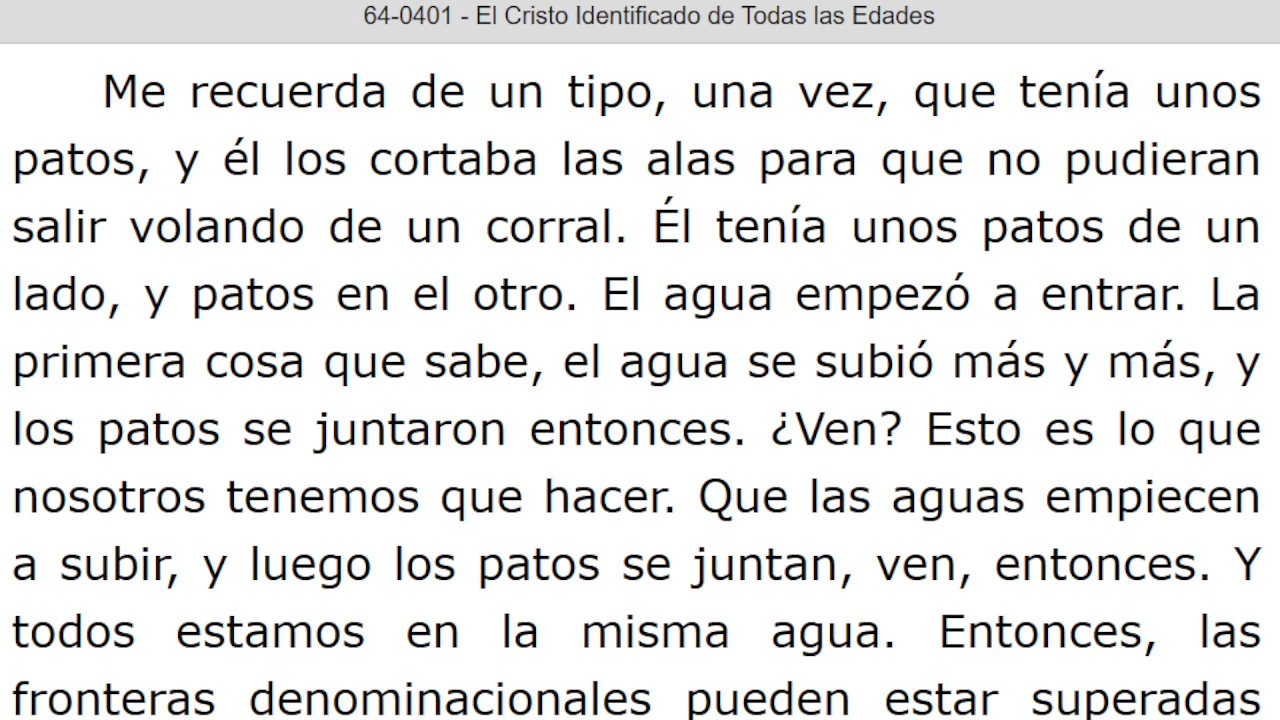 64-0401 - El Cristo Identificado de Todas las Edades
Me recuerda de un tipo, una vez, que tenía unos
patos, y él los cortaba las alas para que no pudieran
salir volando de un corral. Él tenía unos patos de un
lado, y patos en el otro. El agua empezó a entrar. La
primera cosa que sabe, el agua se subió más y más, y
los patos se juntaron entonces. ¿Ven? Esto es lo que
nosotros tenemos que hacer. Que las aguas empiecen
a subir, y luego los patos se juntan, ven, entonces. Y
todos estamos en la misma agua. Entonces, las
fronteras denominacionales pueden estar superadas